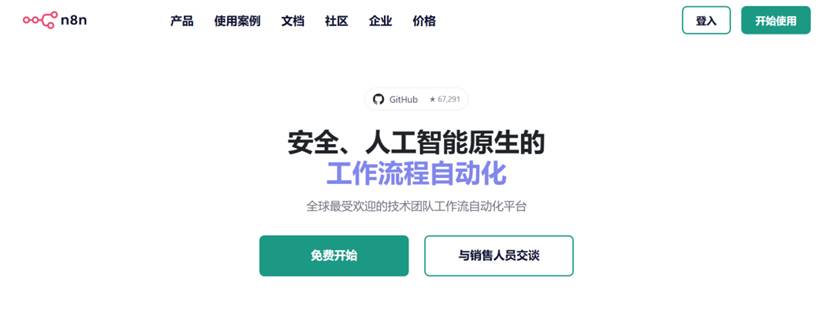 n8n 产品 使用案例 文档 社区 企业 价格 登入 开始使用
GitHub ★ 67,291
安全、人工智能原生的
工作流程自动化
全球最受欢迎的技术团队工作流自动化平台
免费开始 与销售人员交谈